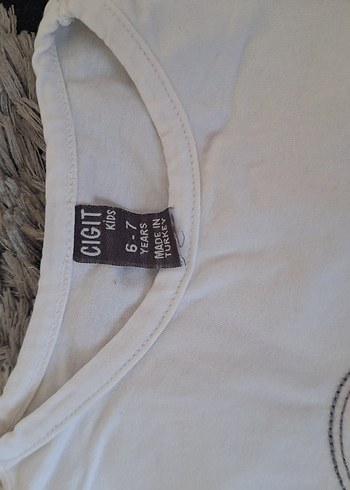 CIGIT
KIDS
6 - 7
YEARS
MADE IN
TURKEY